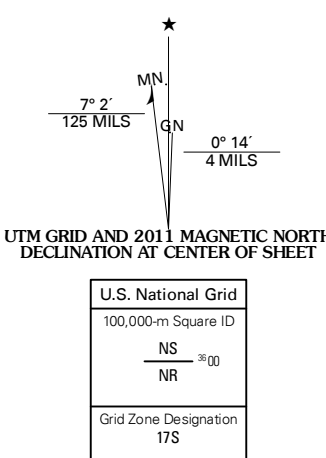 ★
MN.
7° 2´
125 MILS
GN
0° 14´
4 MILS
UTM GRID AND 2011 MAGNETIC NORTH
DECLINATION AT CENTER OF SHEET
U.S. National Grid
100,000-m Square ID
NS
3600
NR
Grid Zone Designation
17S